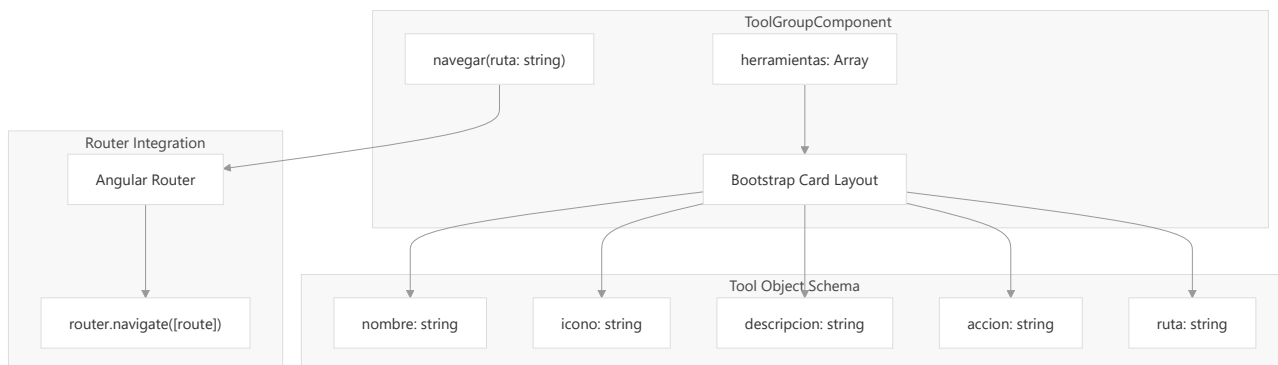 ToolGroupComponent
navegar(ruta: string)
herramientas: Array
Router Integration
Angular Router
Bootstrap Card Layout
Tool Object Schema
router.navigate([route])
nombre: string
icono: string
descripcion: string
accion: string
ruta: string